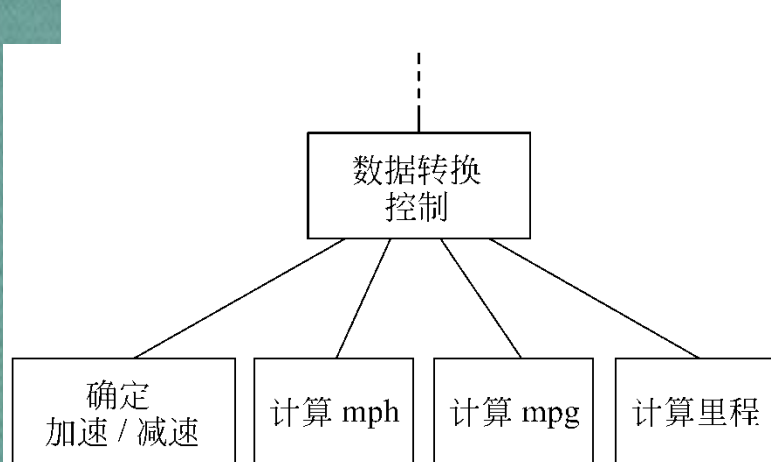 数据转换
控制
确定
加速 / 减速
计算 mph
计算 mpg
计算里程